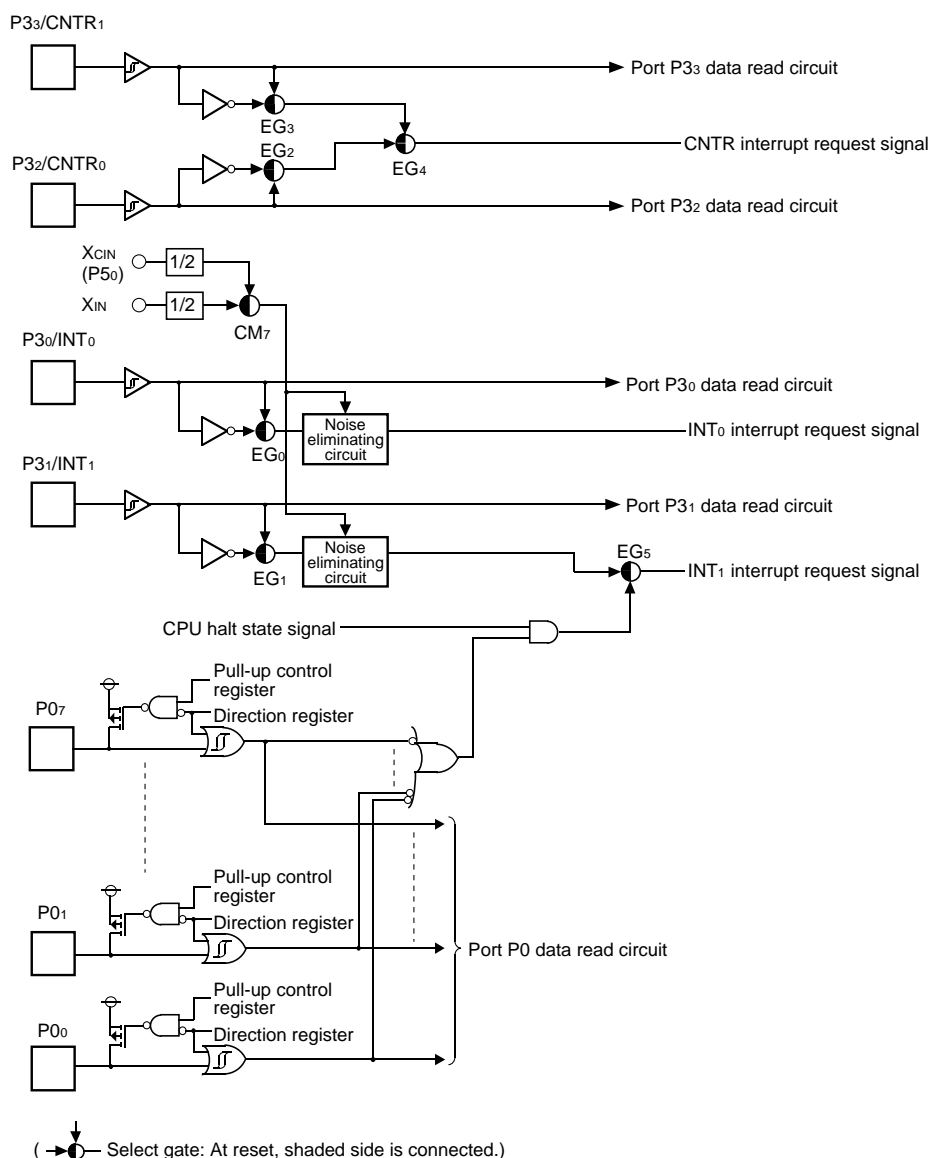 P3₃/CNTR₁
Port P3₃ data read circuit
EG₃
EG₂
CNTR interrupt request signal
EG₄
P3₂/CNTR₀
Port P3₂ data read circuit
XCIN
(P5₀)
1/2
XIN
1/2
CM₇
P3₀/INT₀
Port P3₀ data read circuit
Noise
eliminating
circuit
EG₀
INT₀ interrupt request signal
P3₁/INT₁
Port P3₁ data read circuit
Noise
eliminating
circuit
EG₁
EG₅
INT₁ interrupt request signal
CPU halt state signal
Pull-up control
register
Direction register
P0₇
Pull-up control
register
Direction register
P0₁
Port P0 data read circuit
Pull-up control
register
Direction register
P0₀
( Select gate: At reset, shaded side is connected.)